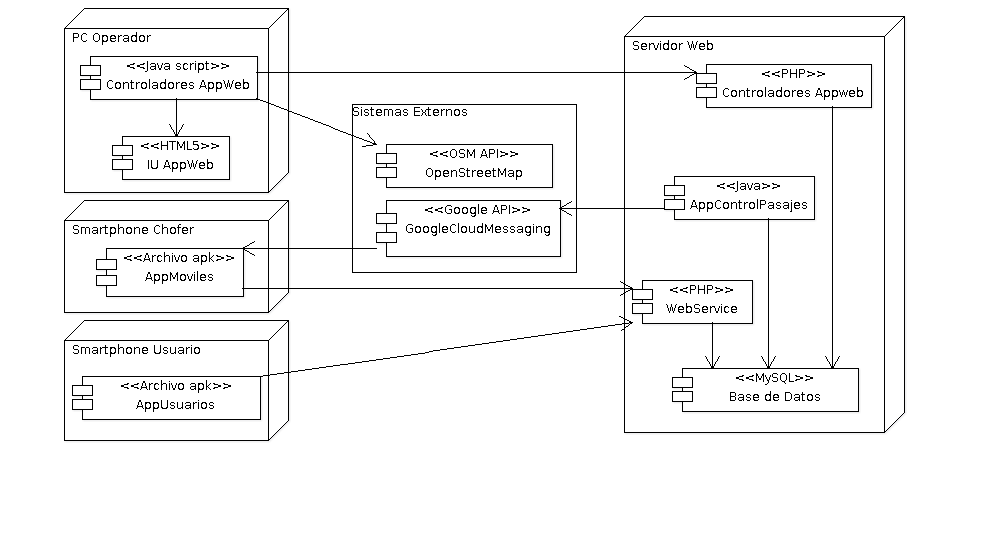 PC Operador
<<Java script>>
Controladores AppWeb
<<HTML5>>
IU AppWeb
Smartphone Chofer
<<Archivo apk>>
AppMoviles
Smartphone Usuario
<<Archivo apk>>
AppUsuarios
Sistemas Externos
<<OSM API>>
OpenStreetMap
<<Google API>>
GoogleCloudMessaging
Servidor Web
<<PHP>>
Controladores Appweb
<<Java>>
AppControlPasajes
<<PHP>>
WebService
<<MySQL>>
Base de Datos